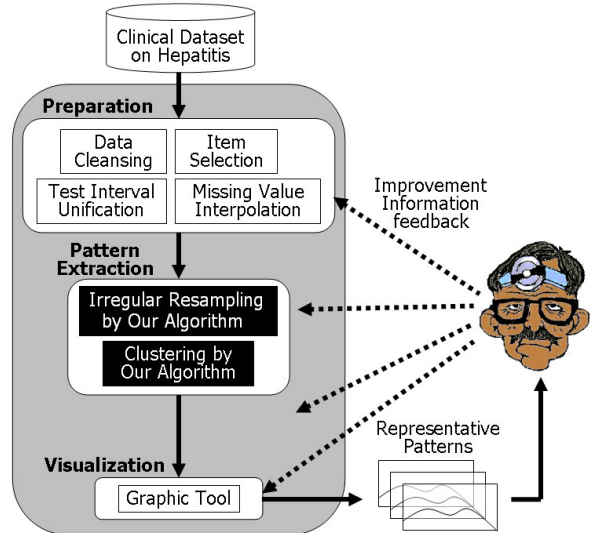 Clinical Dataset
on Hepatitis
Preparation
Data
Cleansing
Item
Selection
Test Interval
Unification
Missing Value
Interpolation
Improvement
Information
feedback
Pattern
Extraction
Irregular Resampling
by Our Algorithm
Clustering by
Our Algorithm
Representative
Patterns
Visualization
Graphic Tool